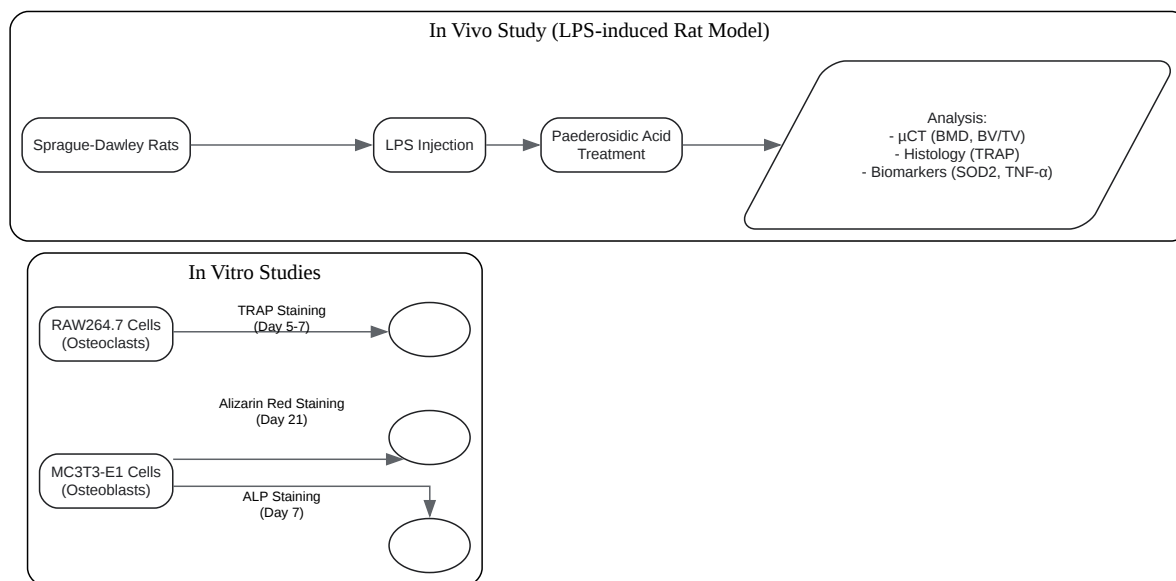 In Vivo Study (LPS-induced Rat Model)
Sprague-Dawley Rats
LPS Injection
Paederosidic Acid
Treatment
Analysis:
- µCT (BMD, BV/TV)
- Histology (TRAP)
- Biomarkers (SOD2, TNF-α)
In Vitro Studies
RAW264.7 Cells
(Osteoclasts)
TRAP Staining
(Day 5-7)
Alizarin Red Staining
(Day 21)
MC3T3-E1 Cells
(Osteoblasts)
ALP Staining
(Day 7)